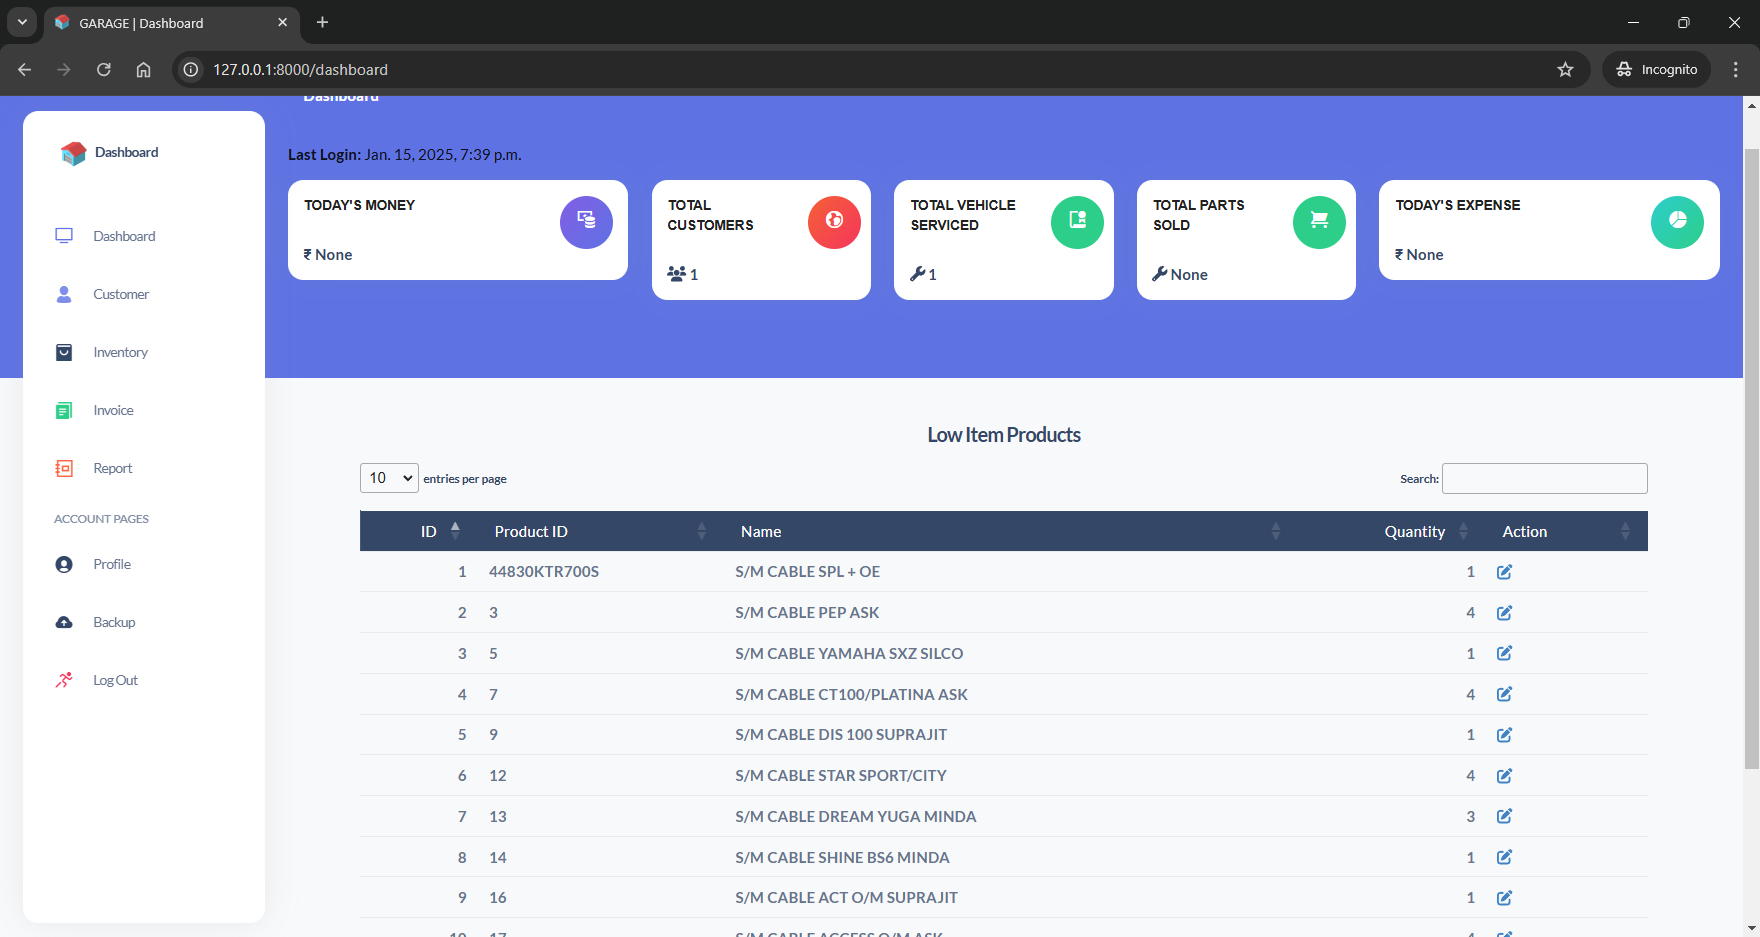 GARAGE | Dashboard
127.0.0.1:8000/dashboard
Incognito
Dashboard
Dashboard
Last Login: Jan. 15, 2025, 7:39 p.m.
TODAY'S MONEY
₹ None
TOTAL
CUSTOMERS
1
TOTAL VEHICLE
SERVICED
1
TOTAL PARTS
SOLD
None
TODAY'S EXPENSE
₹ None
Dashboard
Customer
Inventory
Invoice
Report
ACCOUNT PAGES
Profile
Backup
Log Out
Low Item Products
10 entries per page
Search:
ID Product ID Name Quantity Action
1 44830KTR700S S/M CABLE SPL + OE 1
2 3 S/M CABLE PEP ASK 4
3 5 S/M CABLE YAMAHA SXZ SILCO 1
4 7 S/M CABLE CT100/PLATINA ASK 4
5 9 S/M CABLE DIS 100 SUPRAJIT 1
6 12 S/M CABLE STAR SPORT/CITY 4
7 13 S/M CABLE DREAM YUGA MINDA 3
8 14 S/M CABLE SHINE BS6 MINDA 1
9 16 S/M CABLE ACT O/M SUPRAJIT 1
10 17 S/M CABLE ACCESS O/M ASK 4